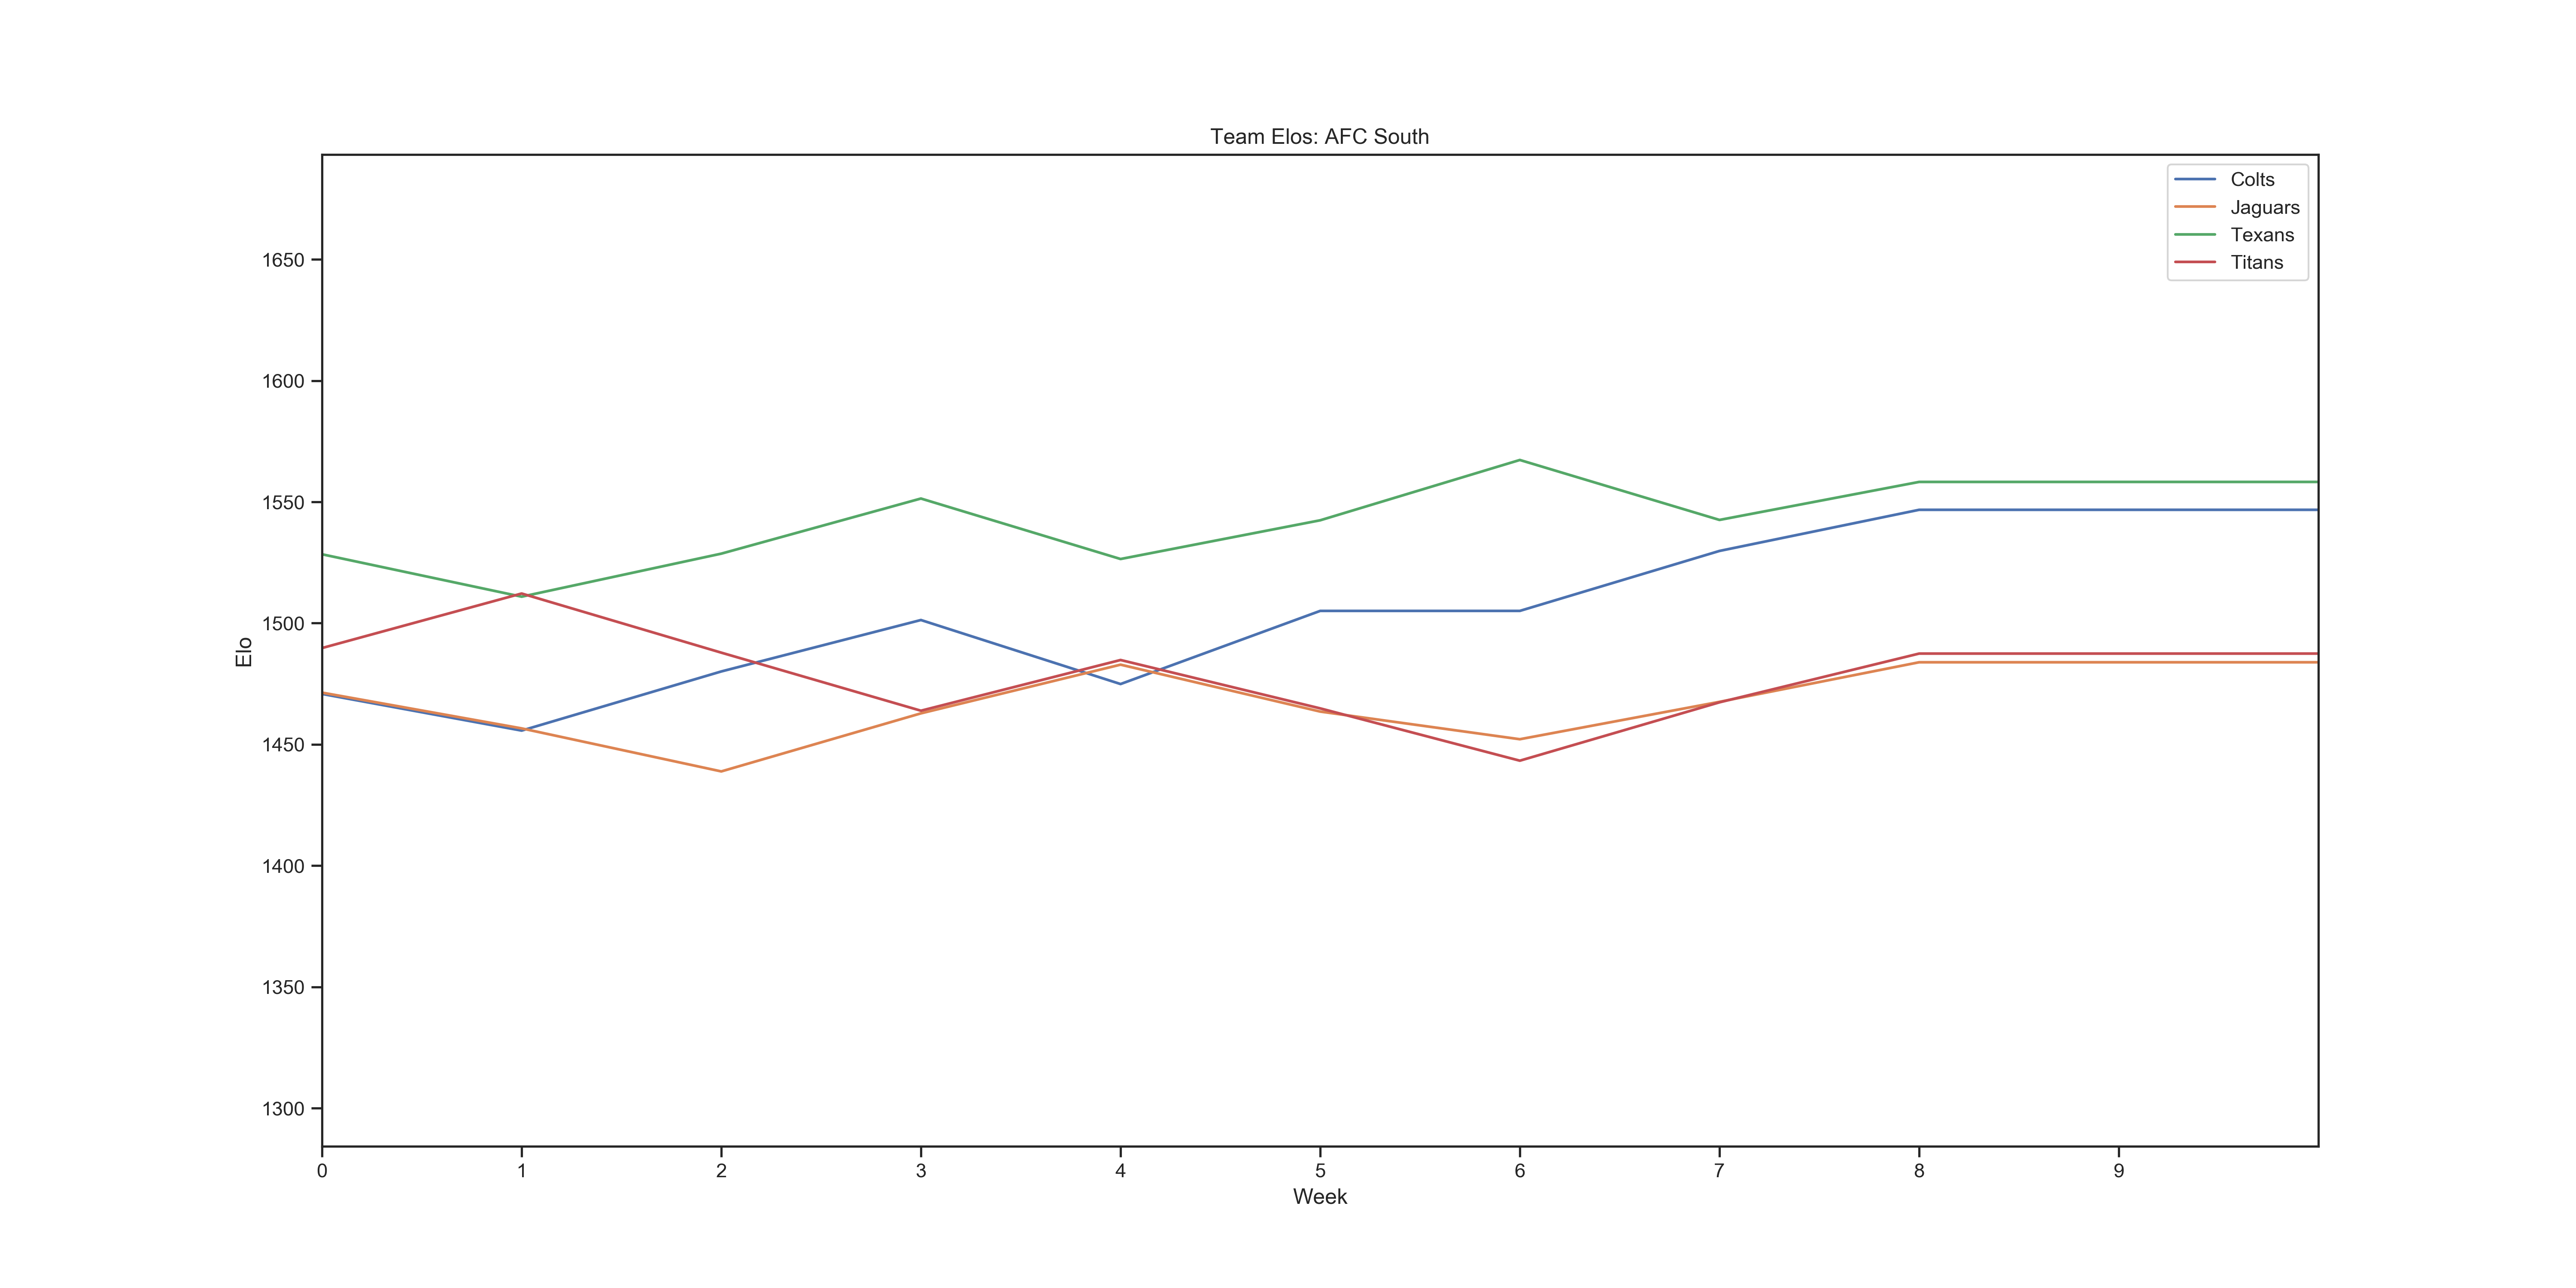 Team Elos: AFC South
Colts
Jaguars
Texans
Titans
1650
1600
1550
1500
1450
1400
1350
1300
Elo
0 1 2 3 4 5 6 7 8 9
Week